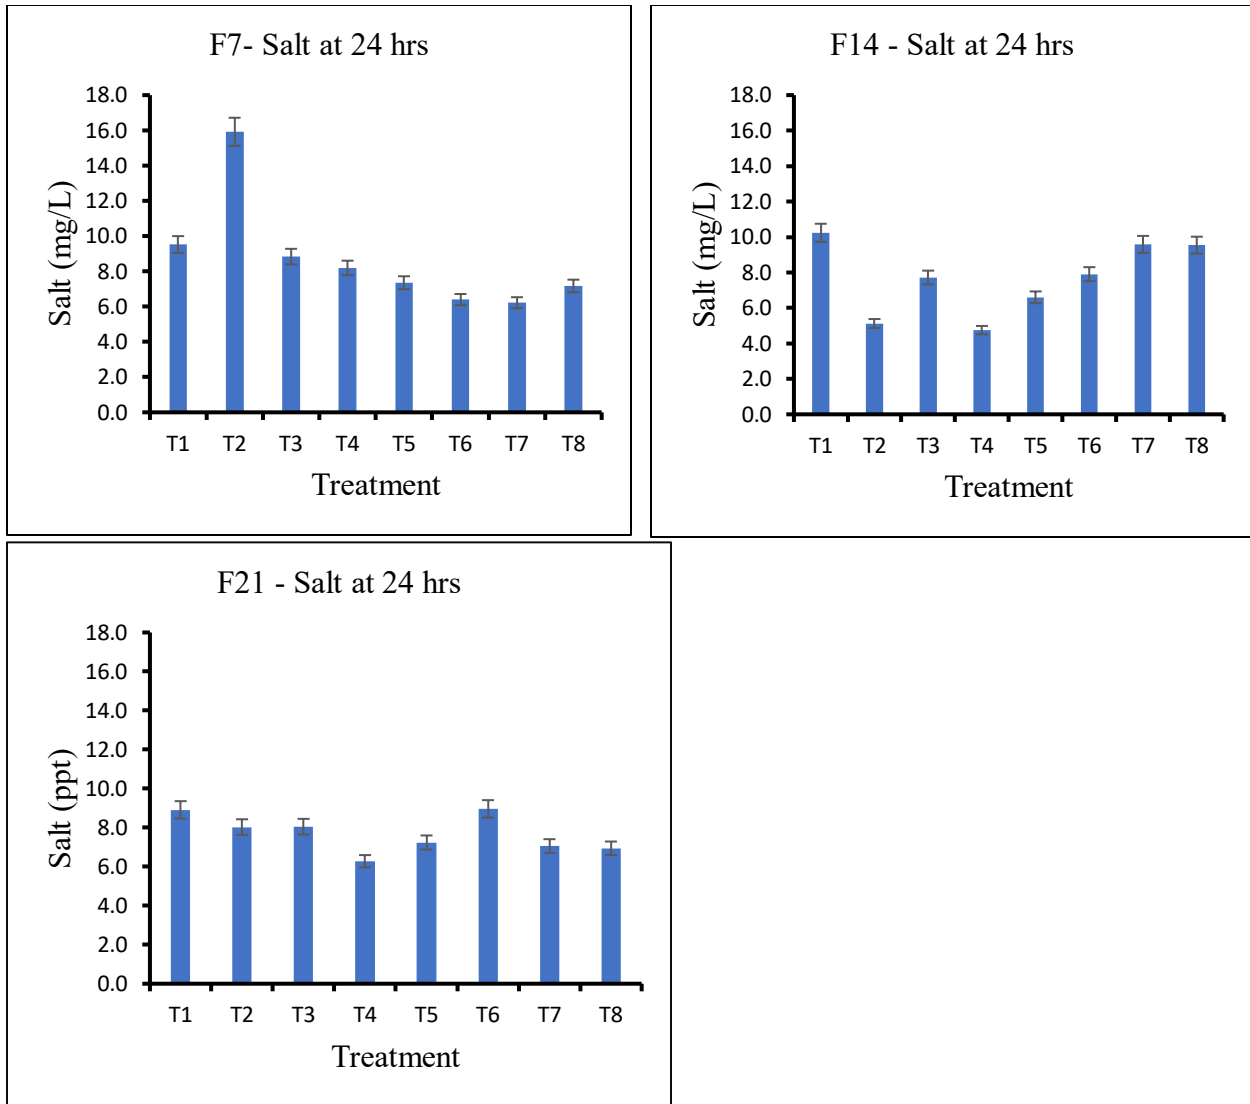 F7- Salt at 24 hrs
18.0
16.0
14.0
12.0
10.0
8.0
6.0
4.0
2.0
0.0
Salt (mg/L)
T1 T2 T3 T4 T5 T6 T7 T8
Treatment
F14 - Salt at 24 hrs
18.0
16.0
14.0
12.0
10.0
8.0
6.0
4.0
2.0
0.0
Salt (mg/L)
T1 T2 T3 T4 T5 T6 T7 T8
Treatment
F21 - Salt at 24 hrs
18.0
16.0
14.0
12.0
10.0
8.0
6.0
4.0
2.0
0.0
Salt (ppt)
T1 T2 T3 T4 T5 T6 T7 T8
Treatment